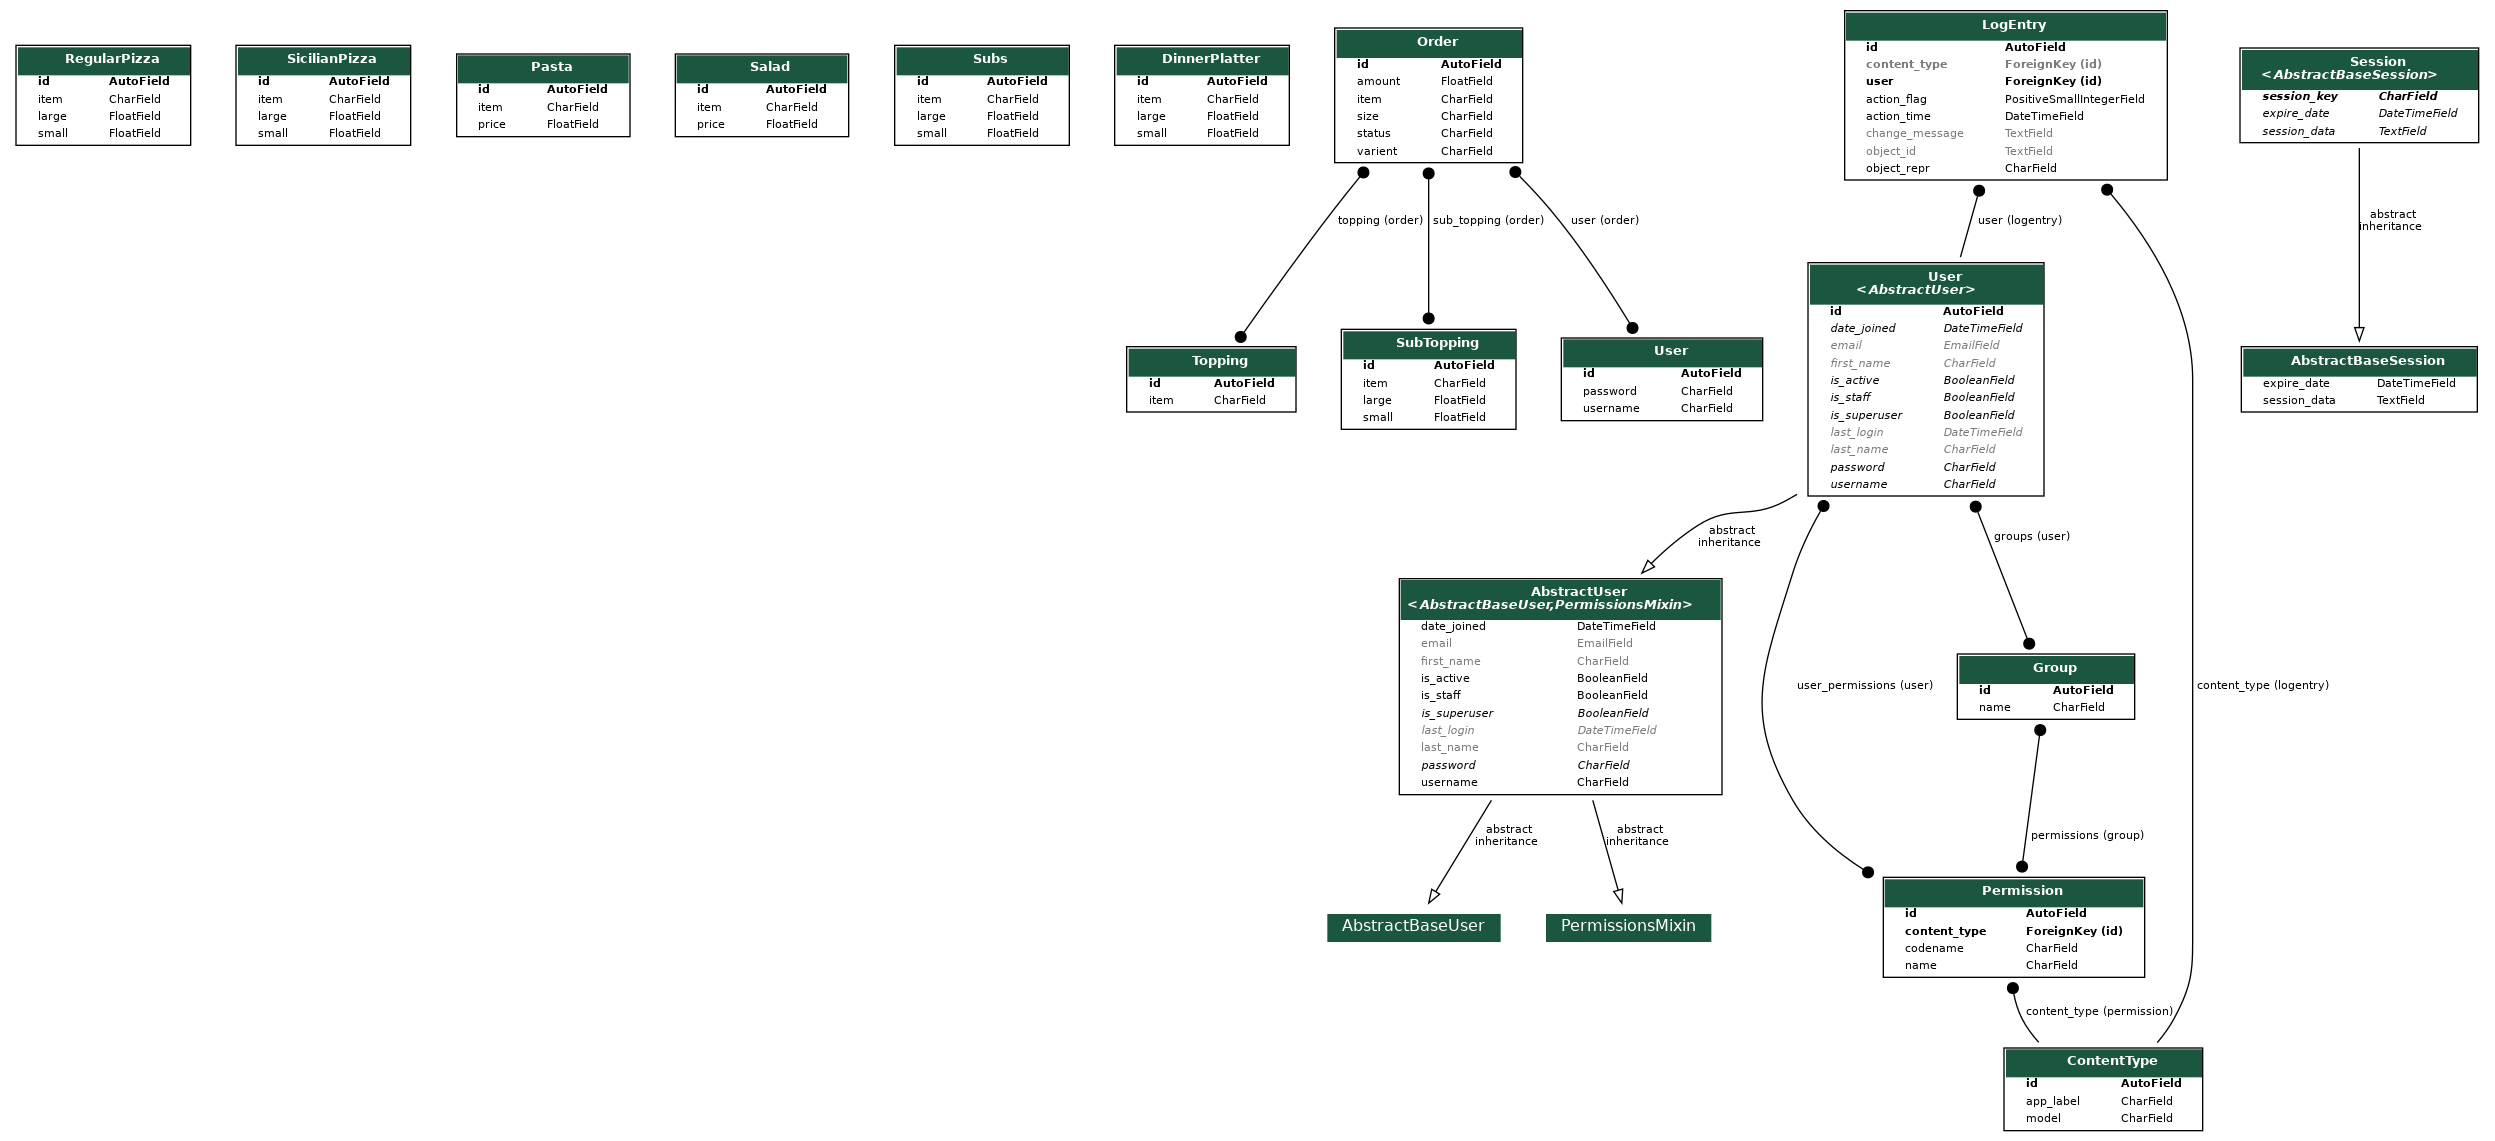 RegularPizza
id AutoField
item CharField
large FloatField
small FloatField
SicilianPizza
id AutoField
item CharField
large FloatField
small FloatField
Pasta
id AutoField
item CharField
price FloatField
Salad
id AutoField
item CharField
price FloatField
Subs
id AutoField
item CharField
large FloatField
small FloatField
DinnerPlatter
id AutoField
item CharField
large FloatField
small FloatField
Order
id AutoField
amount FloatField
item CharField
size CharField
status CharField
varient CharField
LogEntry
id AutoField
content_type ForeignKey (id)
user ForeignKey (id)
action_flag PositiveSmallIntegerField
action_time DateTimeField
change_message TextField
object_id TextField
object_repr CharField
Session
<AbstractBaseSession>
session_key CharField
expire_date DateTimeField
session_data TextField
topping (order)
sub_topping (order)
user (order)
user (logentry)
abstract
inheritance
Topping
id AutoField
item CharField
SubTopping
id AutoField
item CharField
large FloatField
small FloatField
User
id AutoField
password CharField
username CharField
User
<AbstractUser>
id AutoField
date_joined DateTimeField
email EmailField
first_name CharField
is_active BooleanField
is_staff BooleanField
is_superuser BooleanField
last_login DateTimeField
last_name CharField
password CharField
username CharField
AbstractBaseSession
expire_date DateTimeField
session_data TextField
abstract
inheritance
groups (user)
AbstractUser
<AbstractBaseUser,PermissionsMixin>
date_joined DateTimeField
email EmailField
first_name CharField
is_active BooleanField
is_staff BooleanField
is_superuser BooleanField
last_login DateTimeField
last_name CharField
password CharField
username CharField
user_permissions (user)
Group
id AutoField
name CharField
content_type (logentry)
abstract
inheritance
abstract
inheritance
permissions (group)
AbstractBaseUser
PermissionsMixin
Permission
id AutoField
content_type ForeignKey (id)
codename CharField
name CharField
content_type (permission)
ContentType
id AutoField
app_label CharField
model CharField